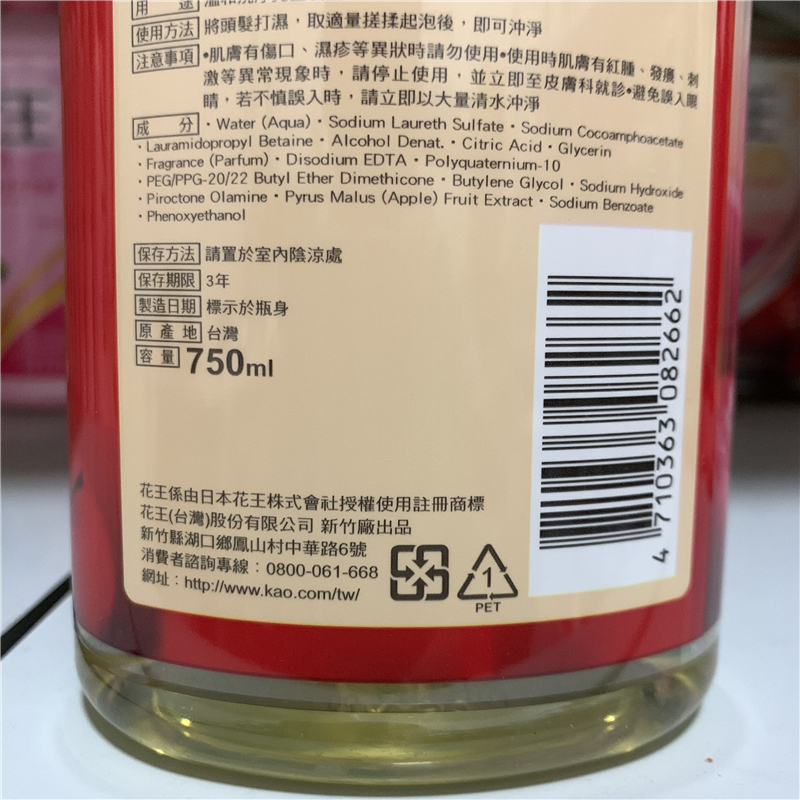 用 途
使用方法 將頭髮打濕，取適量搓揉起泡後，即可沖淨
注意事項 •肌膚有傷口、濕疹等異狀時請勿使用•使用時肌膚有紅腫、發癢、刺
激等異常現象時，請停止使用，並立即至皮膚科就診•避免誤入眼
睛，若不慎誤入時，請立即以大量清水沖淨
成 分 ・Water (Aqua)・Sodium Laureth Sulfate・Sodium Cocoamphoacetate
・Lauramidopropyl Betaine・Alcohol Denat.・Citric Acid・Glycerin
・Fragrance (Parfum)・Disodium EDTA・Polyquaternium-10
・PEG/PPG-20/22 Butyl Ether Dimethicone・Butylene Glycol・Sodium Hydroxide
・Piroctone Olamine・Pyrus Malus (Apple) Fruit Extract・Sodium Benzoate
・Phenoxyethanol
保存方法 請置於室內陰涼處
保存期限 3年
製造日期 標示於瓶身
原產地 台灣
容量 750ml
4 710363 082662
花王係由日本花王株式會社授權使用註冊商標
花王(台灣)股份有限公司 新竹廠出品
新竹縣湖口鄉鳳山村中華路6號
消費者諮詢專線：0800-061-668
網址：http://www.kao.com/tw/
1
PET
王